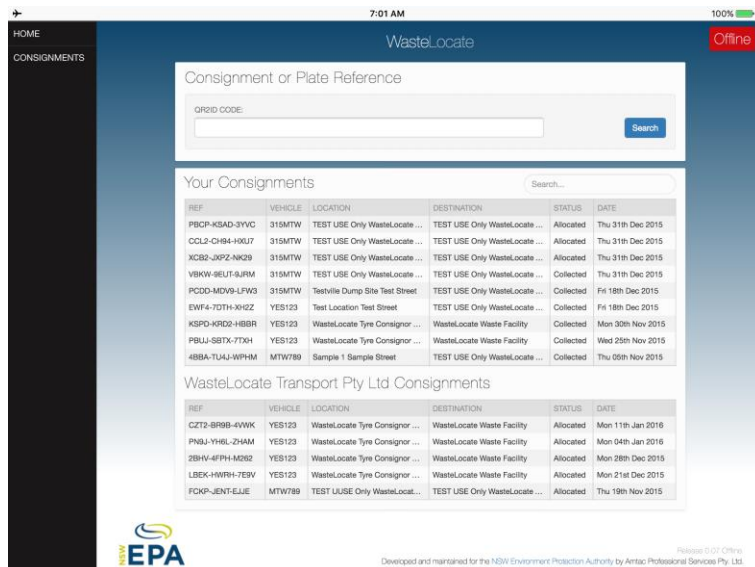 7:01 AM
100%
HOME
CONSIGNMENTS
WasteLocate
Offline
Consignment or Plate Reference
QR2ID CODE:
Search
Your Consignments
Search...
REF VEHICLE LOCATION DESTINATION STATUS DATE
PBCP-KSAD-3YVC 315MTW TEST USE Only WasteLocate ... TEST USE Only WasteLocate ... Allocated Thu 31th Dec 2015
CCL2-CH94-HXU7 315MTW TEST USE Only WasteLocate ... TEST USE Only WasteLocate ... Allocated Thu 31th Dec 2015
XCB2-JXPZ-NK29 315MTW TEST USE Only WasteLocate ... TEST USE Only WasteLocate ... Allocated Thu 31th Dec 2015
VBKW-9EUT-9JRM 315MTW TEST USE Only WasteLocate ... TEST USE Only WasteLocate ... Collected Thu 31th Dec 2015
PCDD-MDV9-LFW3 315MTW Testville Dump Site Test Street TEST USE Only WasteLocate ... Collected Fri 18th Dec 2015
EWF4-7DTH-XH2Z YES123 Test Location Test Street TEST USE Only WasteLocate ... Collected Fri 18th Dec 2015
KSPD-KRD2-HBBR YES123 WasteLocate Tyre Consignor ... WasteLocate Waste Facility Collected Mon 30th Nov 2015
PBUJ-SBTX-7TXH YES123 WasteLocate Tyre Consignor ... WasteLocate Waste Facility Collected Wed 25th Nov 2015
4BBA-TU4J-WPHM MTW789 Sample 1 Sample Street TEST USE Only WasteLocate ... Collected Thu 05th Nov 2015
WasteLocate Transport Pty Ltd Consignments
REF VEHICLE LOCATION DESTINATION STATUS DATE
CZT2-BR9B-4VWK YES123 WasteLocate Tyre Consignor ... WasteLocate Waste Facility Allocated Mon 11th Jan 2016
PN9J-YH6L-ZHAM YES123 WasteLocate Tyre Consignor ... WasteLocate Waste Facility Allocated Mon 04th Jan 2016
2BHV-4FPH-M262 YES123 WasteLocate Tyre Consignor ... WasteLocate Waste Facility Allocated Mon 28th Dec 2015
LBEK-HWRH-7E9V YES123 WasteLocate Tyre Consignor ... WasteLocate Waste Facility Allocated Mon 21st Dec 2015
FCKP-JENT-EJJE MTW789 TEST UUSE Only WasteLocat... TEST USE Only WasteLocate ... Allocated Thu 19th Nov 2015
NSW EPA
Release 0.07 Offline
Developed and maintained for the NSW Environment Protection Authority by Amtac Professional Services Pty. Ltd.